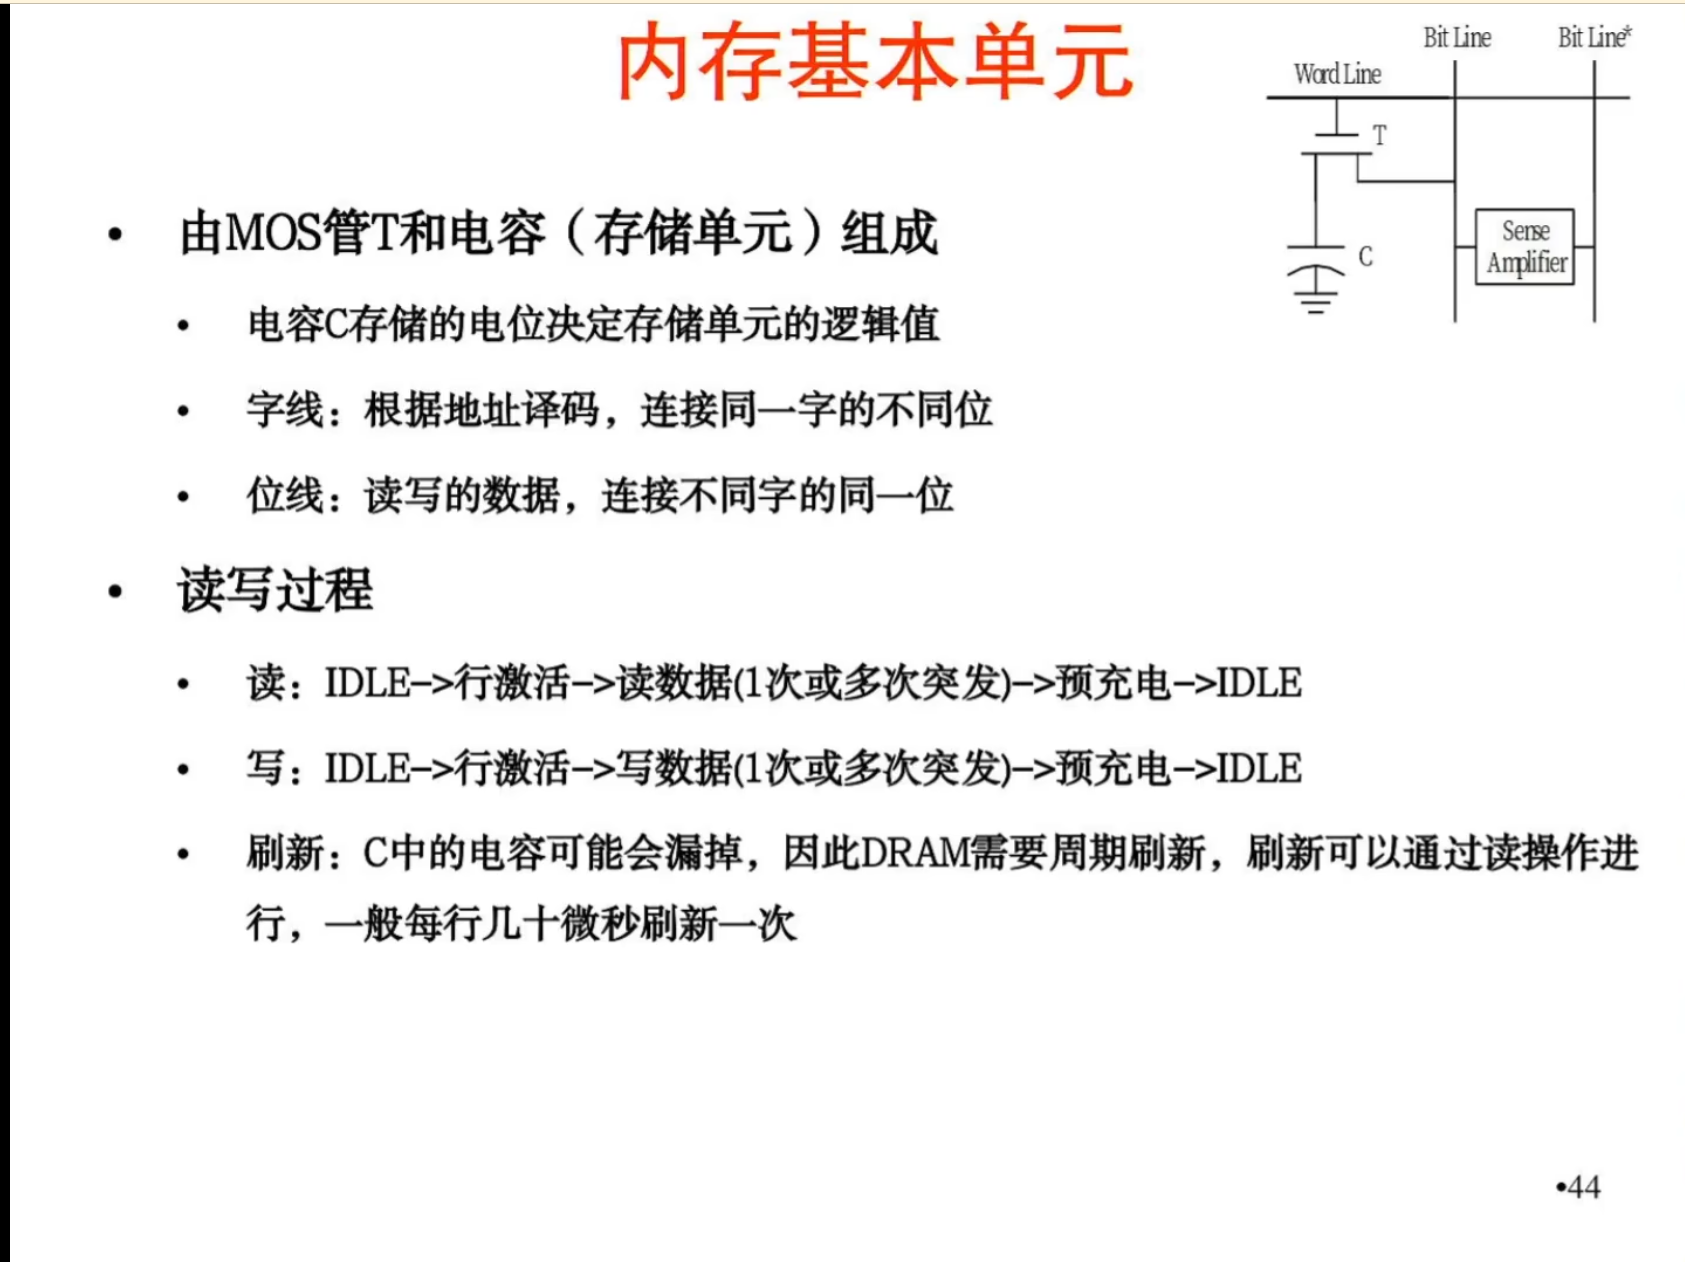 内存基本单元
Bit Line
Bit Line*
Word Line
T
C
Sense
Amplifier
• 由MOS管T和电容（存储单元）组成
• 电容C存储的电位决定存储单元的逻辑值
• 字线：根据地址译码，连接同一字的不同位
• 位线：读写的数据，连接不同字的同一位
• 读写过程
• 读：IDLE–>行激活–>读数据(1次或多次突发)–>预充电–>IDLE
• 写：IDLE–>行激活–>写数据(1次或多次突发)–>预充电–>IDLE
• 刷新：C中的电容可能会漏掉，因此DRAM需要周期刷新，刷新可以通过读操作进
行，一般每行几十微秒刷新一次
•44